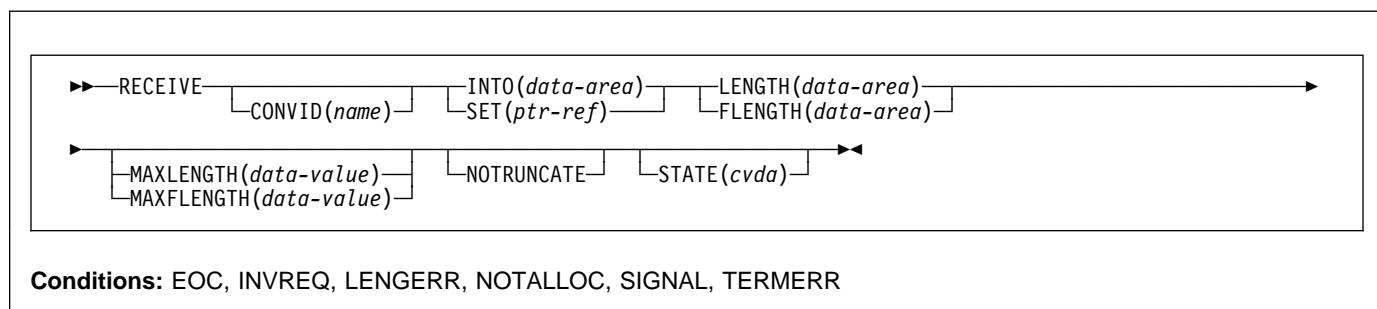 RECEIVE INTO(data-area) LENGTH(data-area)
CONVID(name) SET(ptr-ref) FLENGTH(data-area)
MAXLENGTH(data-value) NOTRUNCATE STATE(cvda)
MAXFLENGTH(data-value)
Conditions: EOC, INVREQ, LENGERR, NOTALLOC, SIGNAL, TERMERR